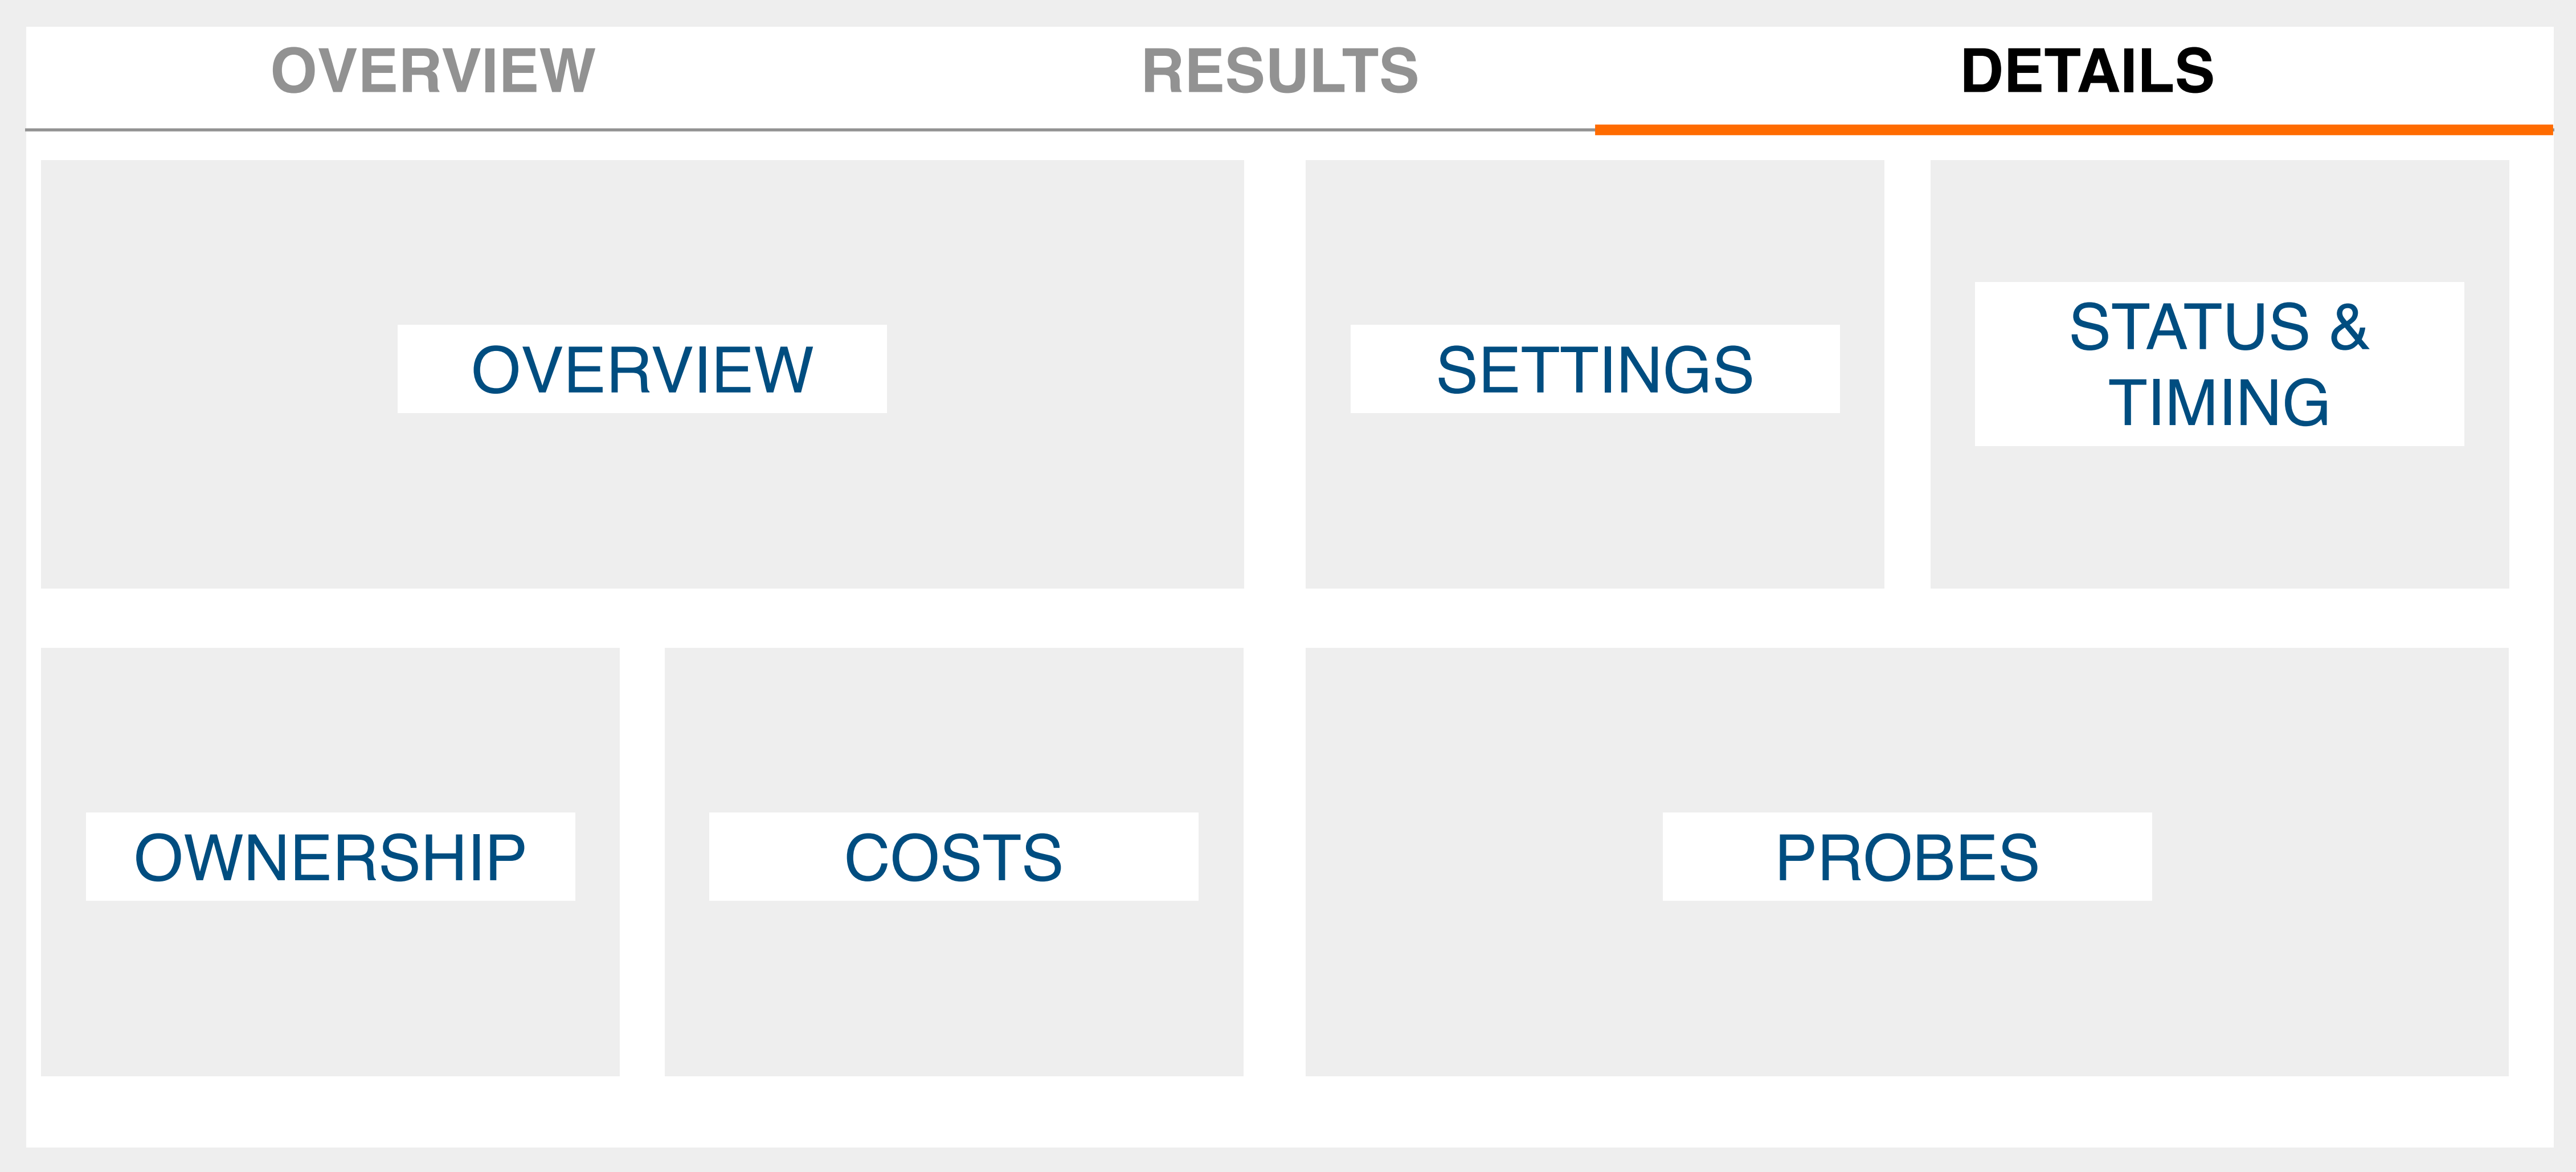 OVERVIEW
RESULTS
DETAILS
OVERVIEW
SETTINGS
STATUS &
TIMING
OWNERSHIP
COSTS
PROBES